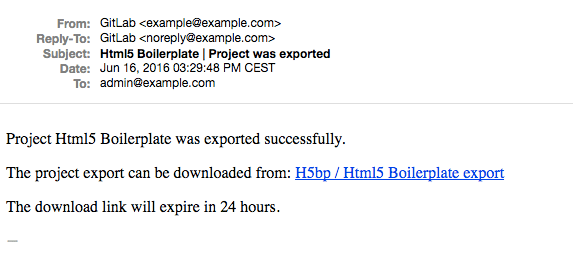 From: GitLab <example@example.com>
Reply-To: GitLab <noreply@example.com>
Subject: Html5 Boilerplate | Project was exported
Date: Jun 16, 2016 03:29:48 PM CEST
To: admin@example.com
Project Html5 Boilerplate was exported successfully.
The project export can be downloaded from: H5bp / Html5 Boilerplate export
The download link will expire in 24 hours.
—